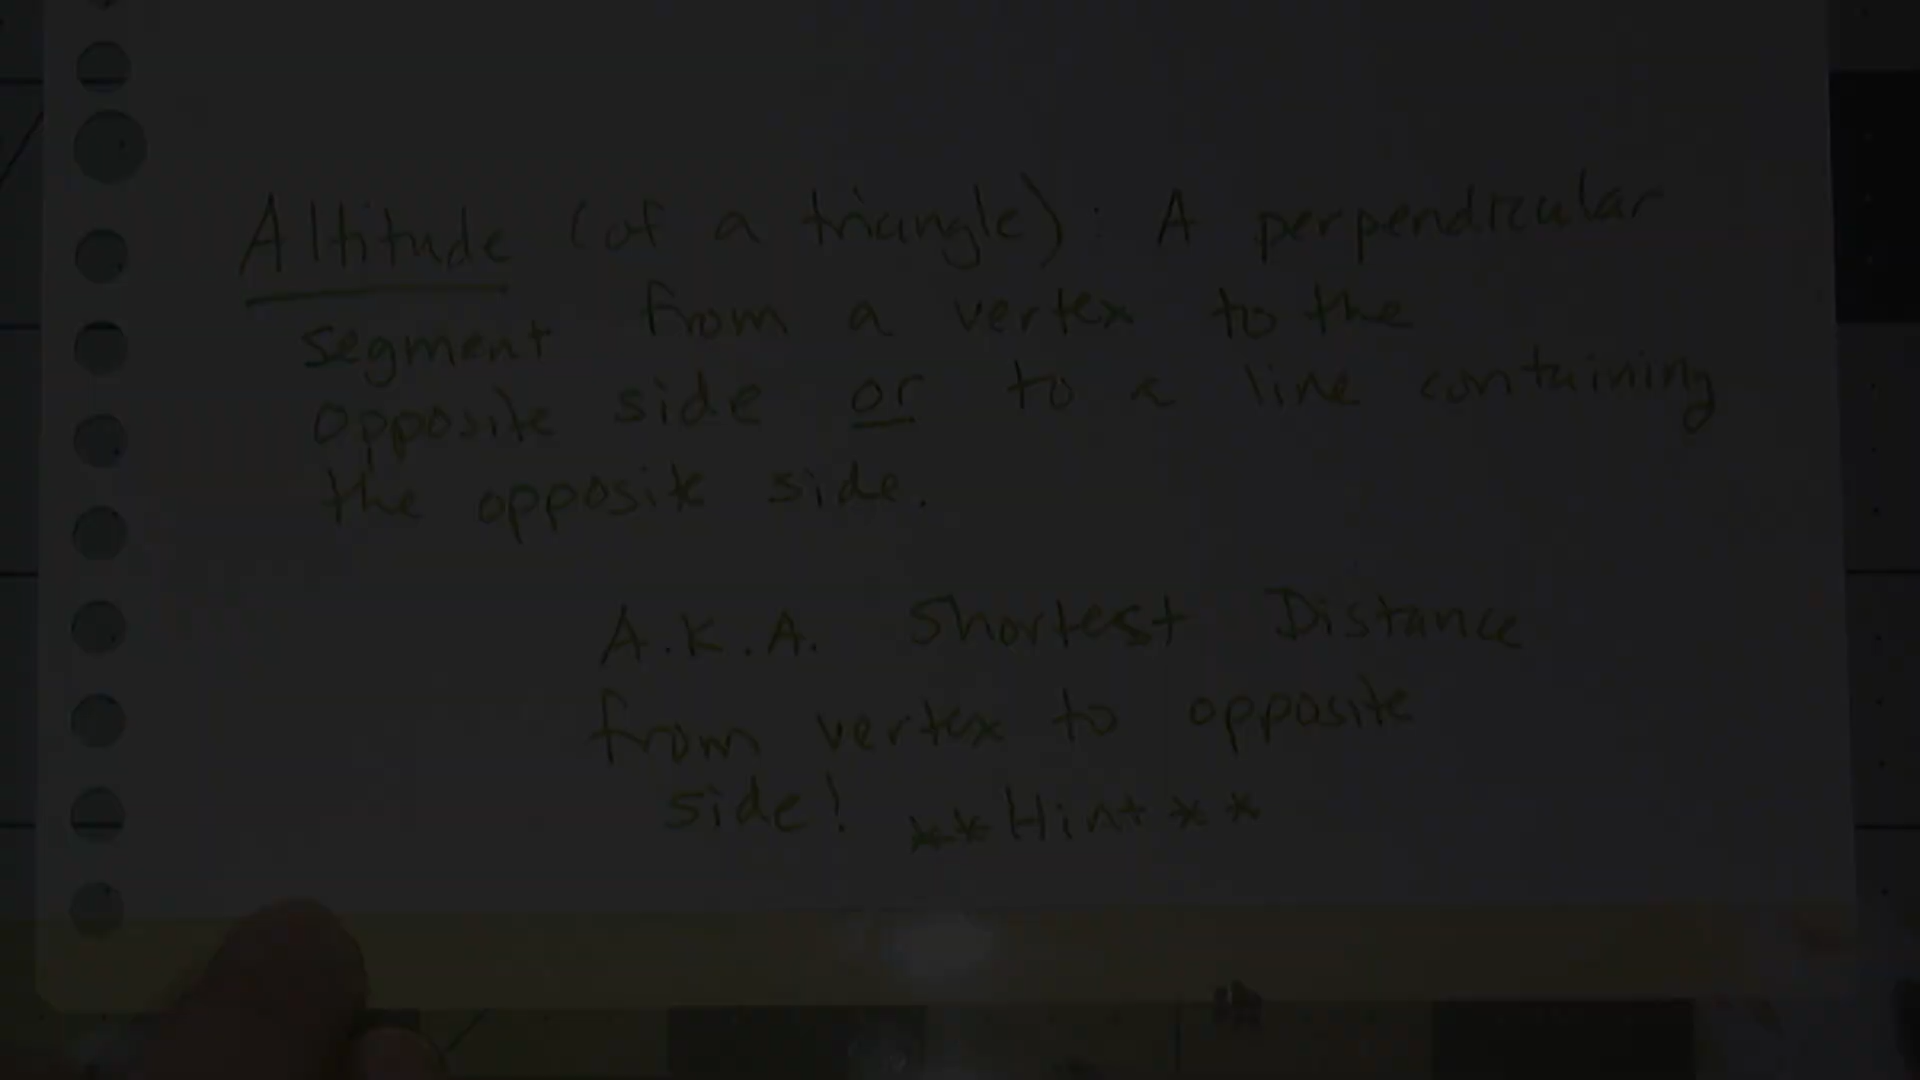 Altitude (of a triangle): A perpendicular
segment from a vertex to the
opposite side or to a line containing
the opposite side.
A.K.A. Shortest Distance
from vertex to opposite
side! **Hint**